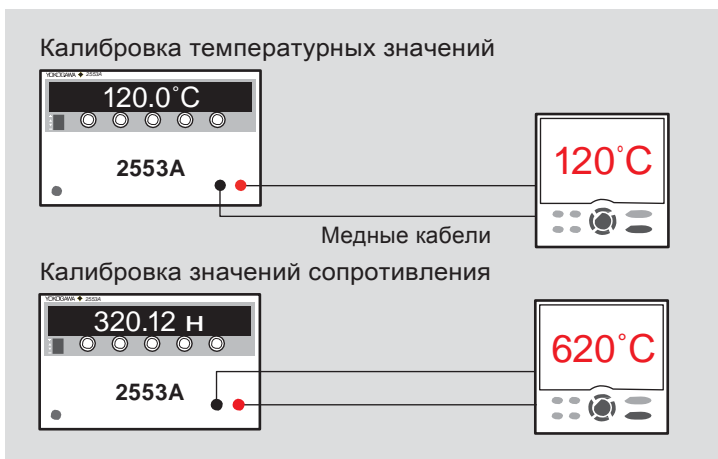 Калибровка температурных значений
YOKOGAWA ◆ 2553A
120.0°C
2553A
120°C
Медные кабели
Калибровка значений сопротивления
YOKOGAWA ◆ 2553A
320.12 н
2553A
620°C